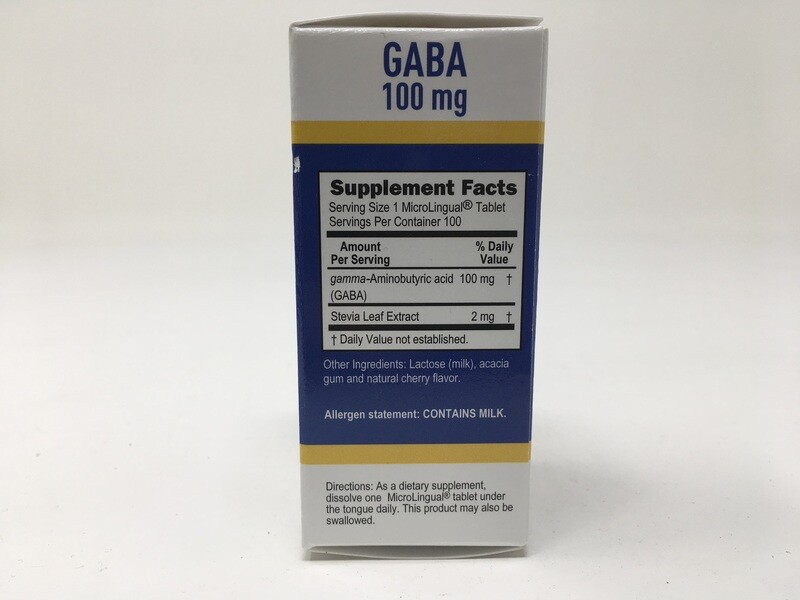 GABA
100 mg
Supplement Facts
Serving Size 1 MicroLingual® Tablet
Servings Per Container 100
Amount % Daily
Per Serving Value
gamma-Aminobutyric acid 100 mg †
(GABA)
Stevia Leaf Extract 2 mg †
† Daily Value not established.
Other Ingredients: Lactose (milk), acacia
gum and natural cherry flavor.
Allergen statement: CONTAINS MILK.
Directions: As a dietary supplement,
dissolve one MicroLingual® tablet under
the tongue daily. This product may also be
swallowed.